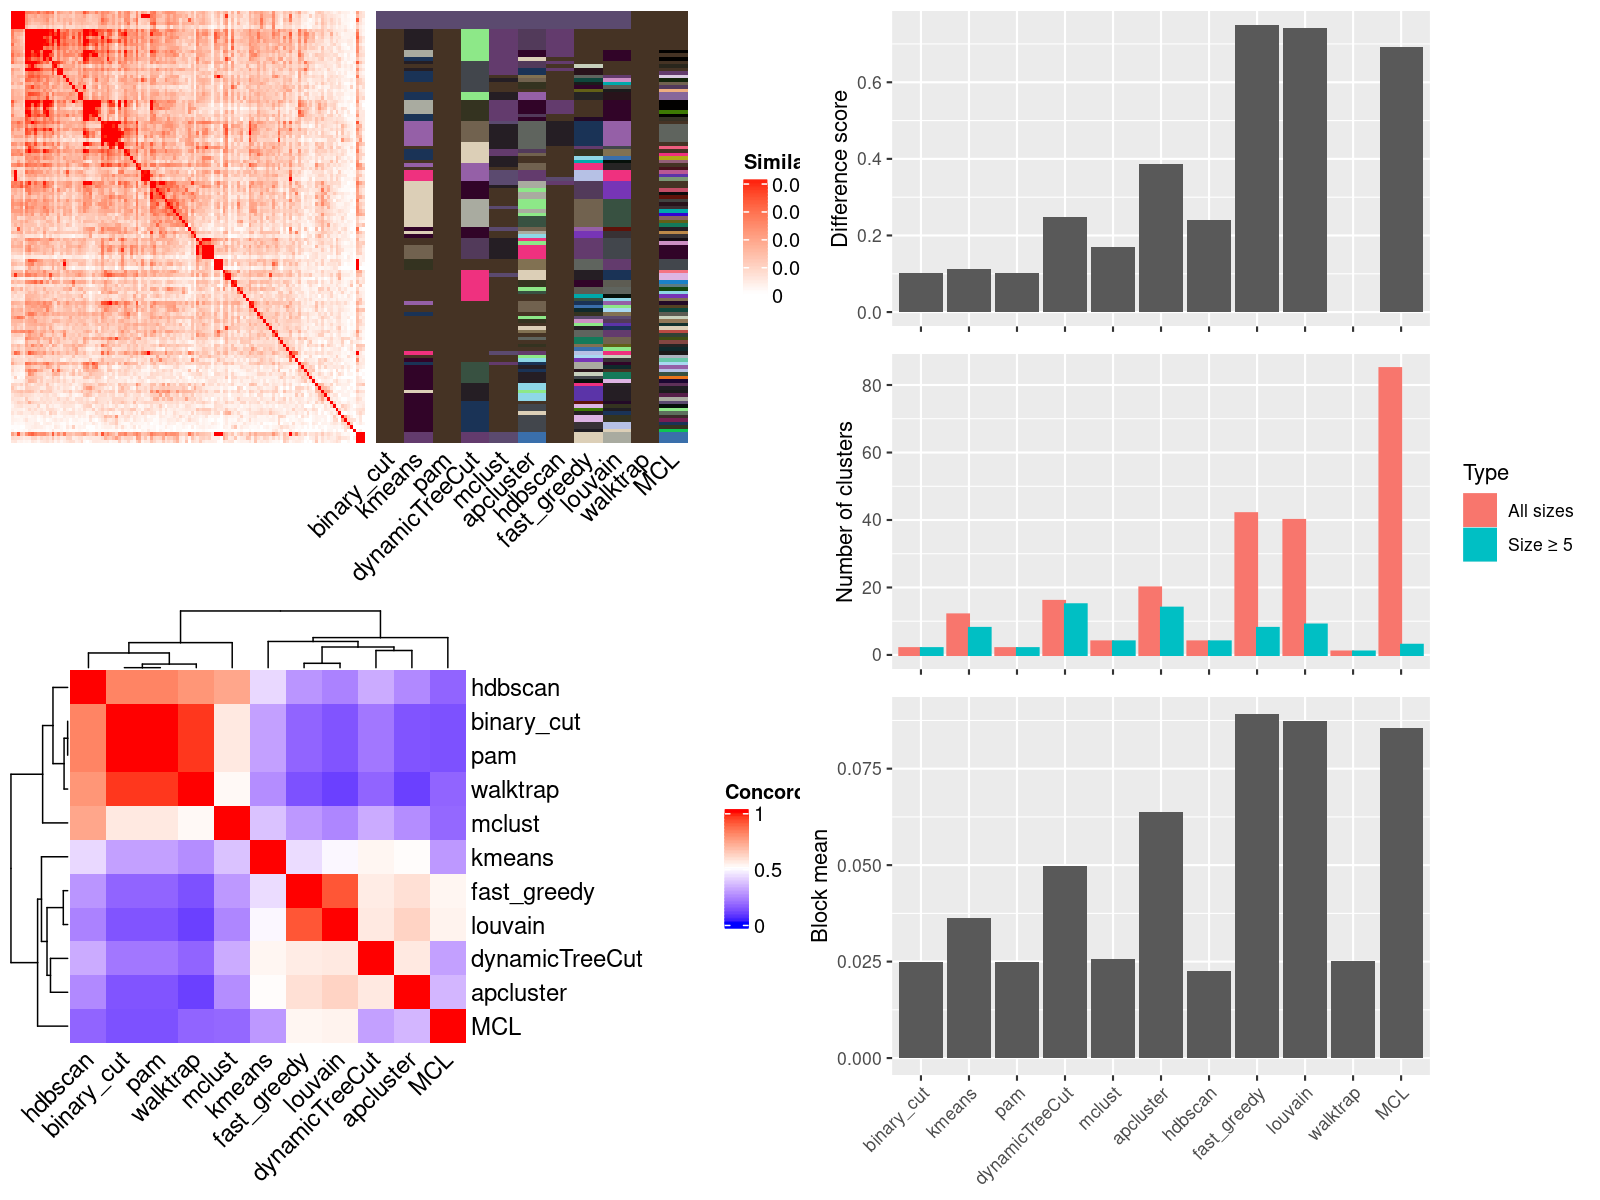 Simila
0.0
0.0
0.0
0.0
0
binary_cut
kmeans
pam
dynamicTreeCut
mclust
apcluster
hdbscan
fast_greedy
louvain
walktrap
MCL
hdbscan
binary_cut
pam
walktrap
mclust
kmeans
fast_greedy
louvain
dynamicTreeCut
apcluster
MCL
hdbscan
binary_cut
pam
walktrap
mclust
kmeans
fast_greedy
louvain
dynamicTreeCut
apcluster
MCL
Concord
1
0.5
0
Difference score
0.6
0.4
0.2
0.0
Number of clusters
80
60
40
20
0
Type
All sizes
Size ≥ 5
Block mean
0.075
0.050
0.025
0.000
binary_cut
kmeans
pam
dynamicTreeCut
mclust
apcluster
hdbscan
fast_greedy
louvain
walktrap
MCL